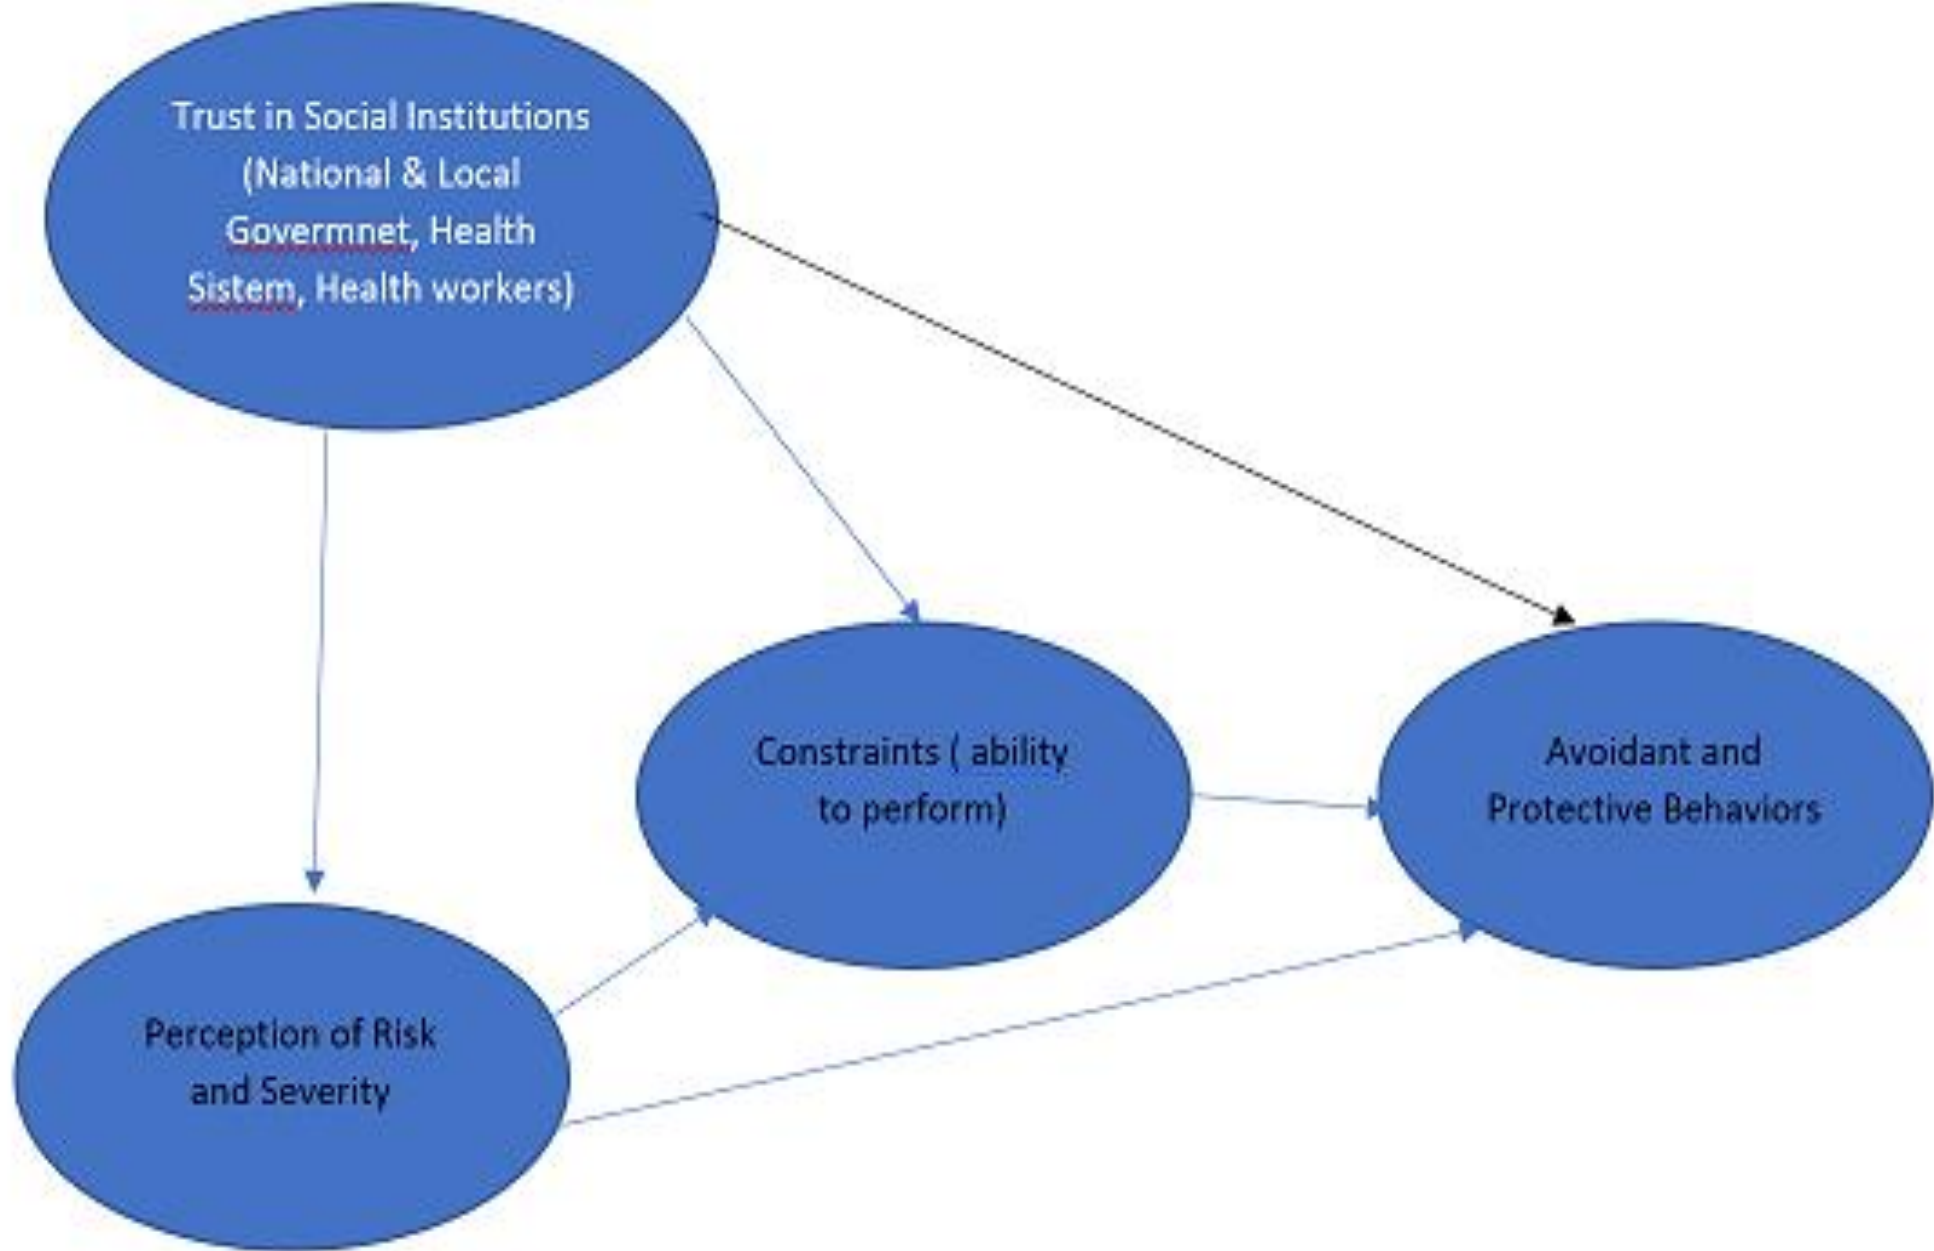 Trust in Social Institutions
(National & Local
Govermnet, Health
Sistem, Health workers)
Constraints ( ability
to perform)
Avoidant and
Protective Behaviors
Perception of Risk
and Severity